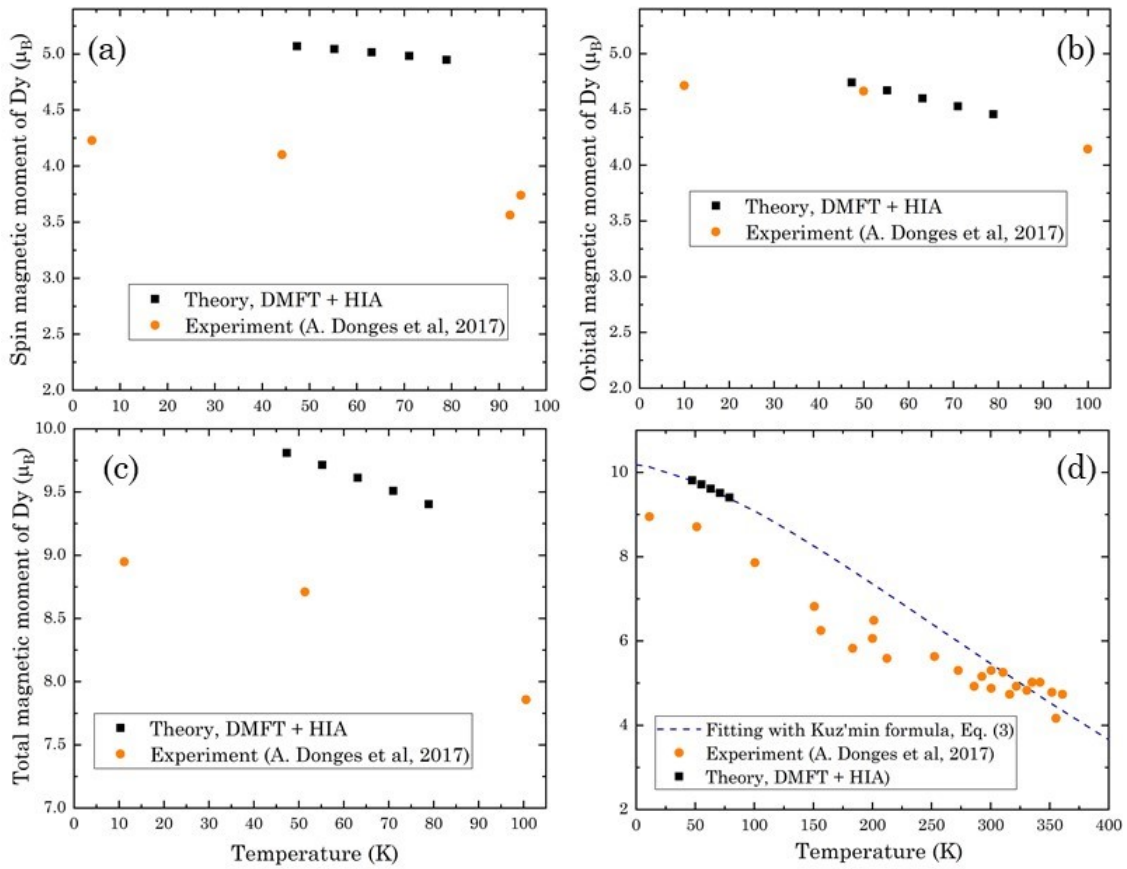 (a)
Spin magnetic moment of Dy (μB)
5.0
4.5
4.0
3.5
3.0
2.5
2.0
Theory, DMFT + HIA
Experiment (A. Donges et al, 2017)
0 10 20 30 40 50 60 70 80 90 100
(b)
Orbital magnetic moment of Dy (μB)
5.0
4.5
4.0
3.5
3.0
2.5
2.0
Theory, DMFT + HIA
Experiment (A. Donges et al, 2017)
0 10 20 30 40 50 60 70 80 90 100
(c)
Total magnetic moment of Dy (μB)
10.0
9.5
9.0
8.5
8.0
7.5
7.0
Theory, DMFT + HIA
Experiment (A. Donges et al, 2017)
0 10 20 30 40 50 60 70 80 90 100
Temperature (K)
(d)
10
8
6
4
2
Fitting with Kuz'min formula, Eq. (3)
Experiment (A. Donges et al, 2017)
Theory, DMFT + HIA)
0 50 100 150 200 250 300 350 400
Temperature (K)